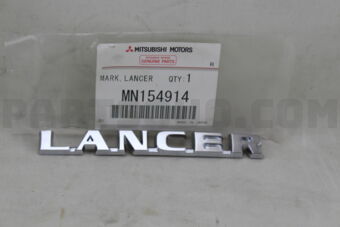 MITSUBISHI MOTORS
GENUINE PARTS
MARK, LANCER QTY:1
MN154914
LANCER